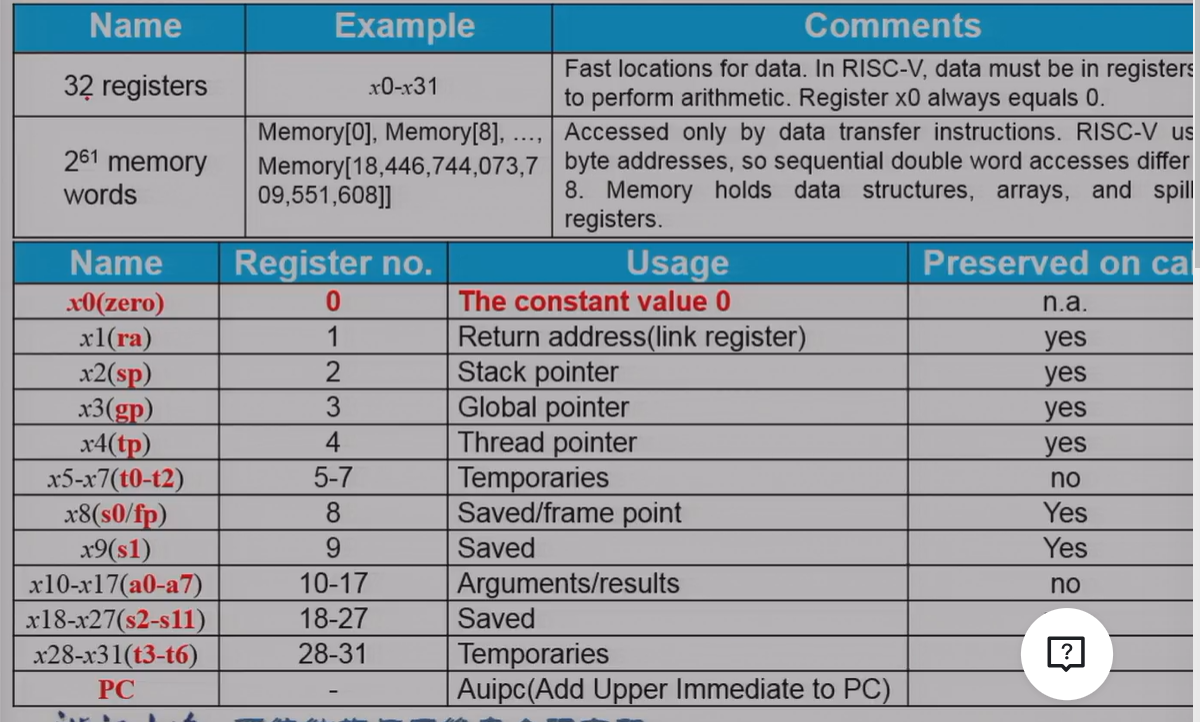 Name Example Comments
32 registers x0-x31 Fast locations for data. In RISC-V, data must be in registers
to perform arithmetic. Register x0 always equals 0.
2⁶¹ memory
words
Memory[0], Memory[8], …,
Memory[18,446,744,073,7
09,551,608]]
Accessed only by data transfer instructions. RISC-V us
byte addresses, so sequential double word accesses differ
8. Memory holds data structures, arrays, and spill
registers.
Name Register no. Usage Preserved on cal
x0(zero) 0 The constant value 0 n.a.
x1(ra) 1 Return address(link register) yes
x2(sp) 2 Stack pointer yes
x3(gp) 3 Global pointer yes
x4(tp) 4 Thread pointer yes
x5-x7(t0-t2) 5-7 Temporaries no
x8(s0/fp) 8 Saved/frame point Yes
x9(s1) 9 Saved Yes
x10-x17(a0-a7) 10-17 Arguments/results no
x18-x27(s2-s11) 18-27 Saved
x28-x31(t3-t6) 28-31 Temporaries
PC - Auipc(Add Upper Immediate to PC)